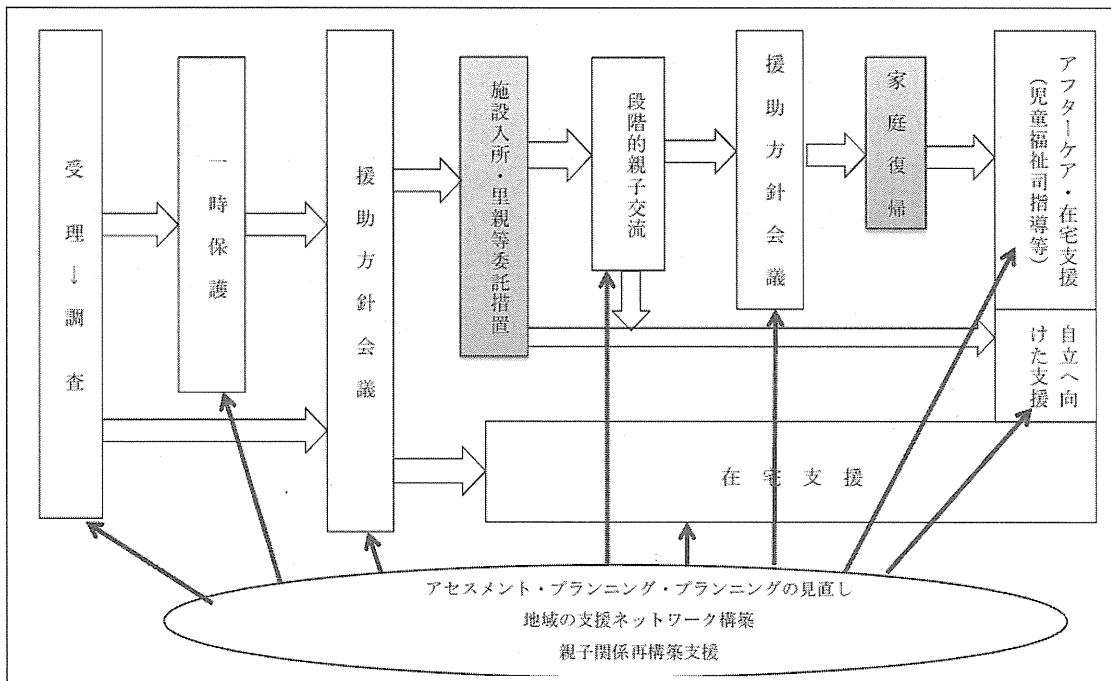 受理→調査
一時保護
援助方針会議
施設入所・里親等委託措置
段階的親子交流
援助方針会議
家庭復帰
アフターケア・在宅支援
(児童福祉司指導等)
自立へ向
けた支援
在宅支援
アセスメント・プランニング・プランニングの見直し
地域の支援ネットワーク構築
親子関係再構築支援